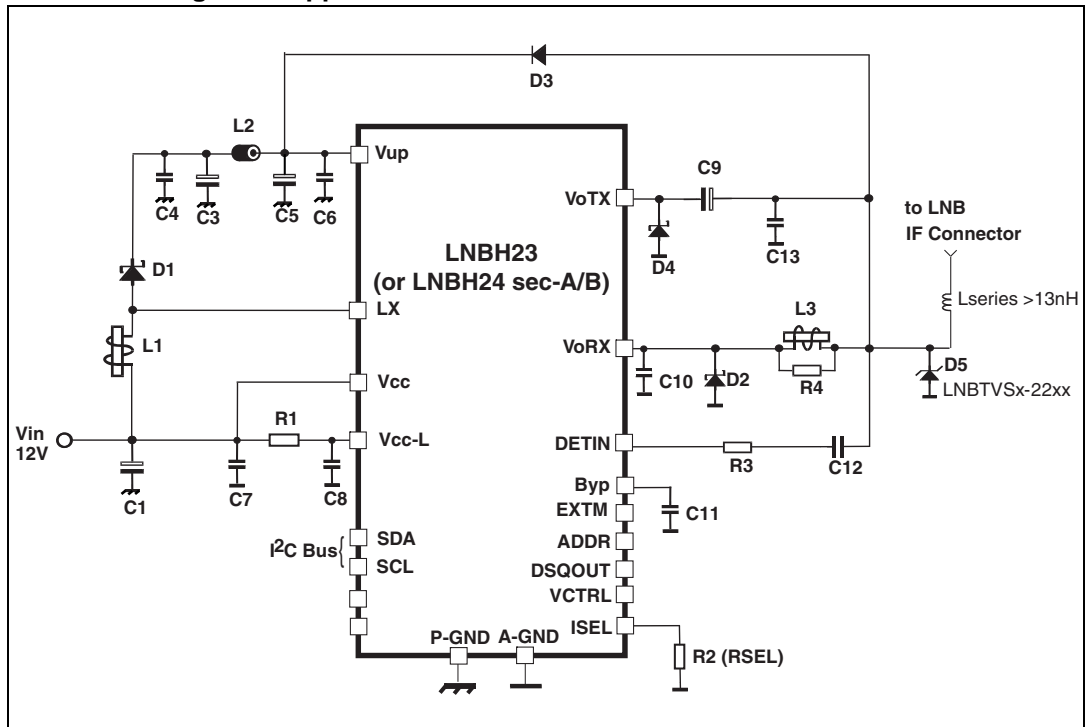 D3
L2
Vup
C4
C3
C5
C6
C9
VoTX
to LNB
IF Connector
LNBH23
(or LNBH24 sec-A/B)
D4
C13
D1
LX
Lseries >13nH
L3
L1
VoRX
C10
D2
R4
D5
LNBTVSx-22xx
Vcc
R1
Vin
12V
Vcc-L
DETIN
R3
C12
C1
C7
C8
Byp
C11
EXTM
I²C Bus
SDA
SCL
ADDR
DSQOUT
VCTRL
ISEL
P-GND
A-GND
R2 (RSEL)